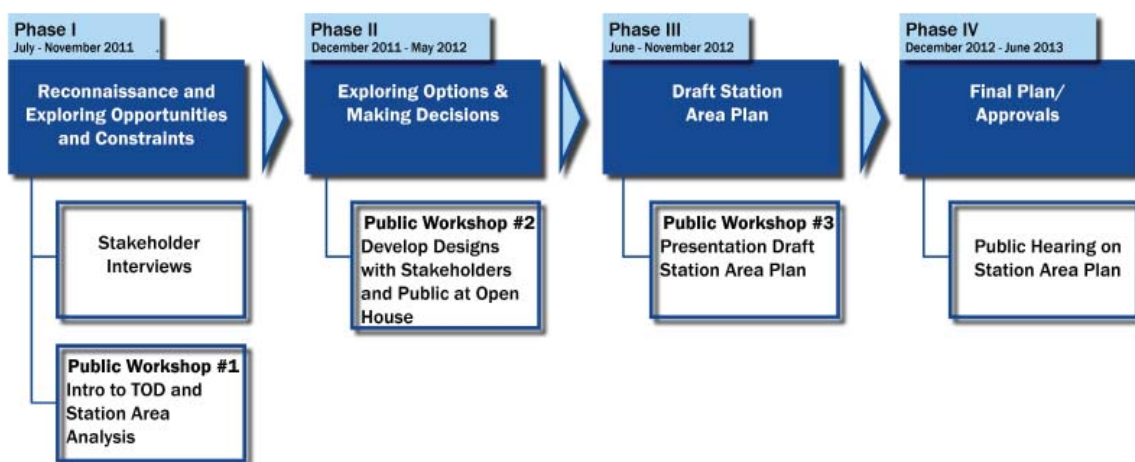 Phase I
July - November 2011 .
Reconnaissance and
Exploring Opportunities
and Constraints
Stakeholder
Interviews
Public Workshop #1
Intro to TOD and
Station Area
Analysis
Phase II
December 2011 - May 2012
Exploring Options &
Making Decisions
Public Workshop #2
Develop Designs
with Stakeholders
and Public at Open
House
Phase III
June - November 2012
Draft Station
Area Plan
Public Workshop #3
Presentation Draft
Station Area Plan
Phase IV
December 2012 - June 2013
Final Plan/
Approvals
Public Hearing on
Station Area Plan